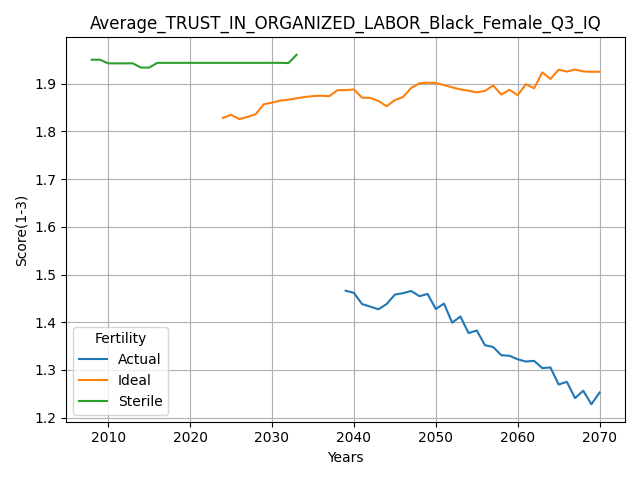 Average_TRUST_IN_ORGANIZED_LABOR_Black_Female_Q3_IQ
Score(1-3)
1.9
1.8
1.7
1.6
1.5
1.4
1.3
1.2
Fertility
Actual
Ideal
Sterile
2010 2020 2030 2040 2050 2060 2070
Years